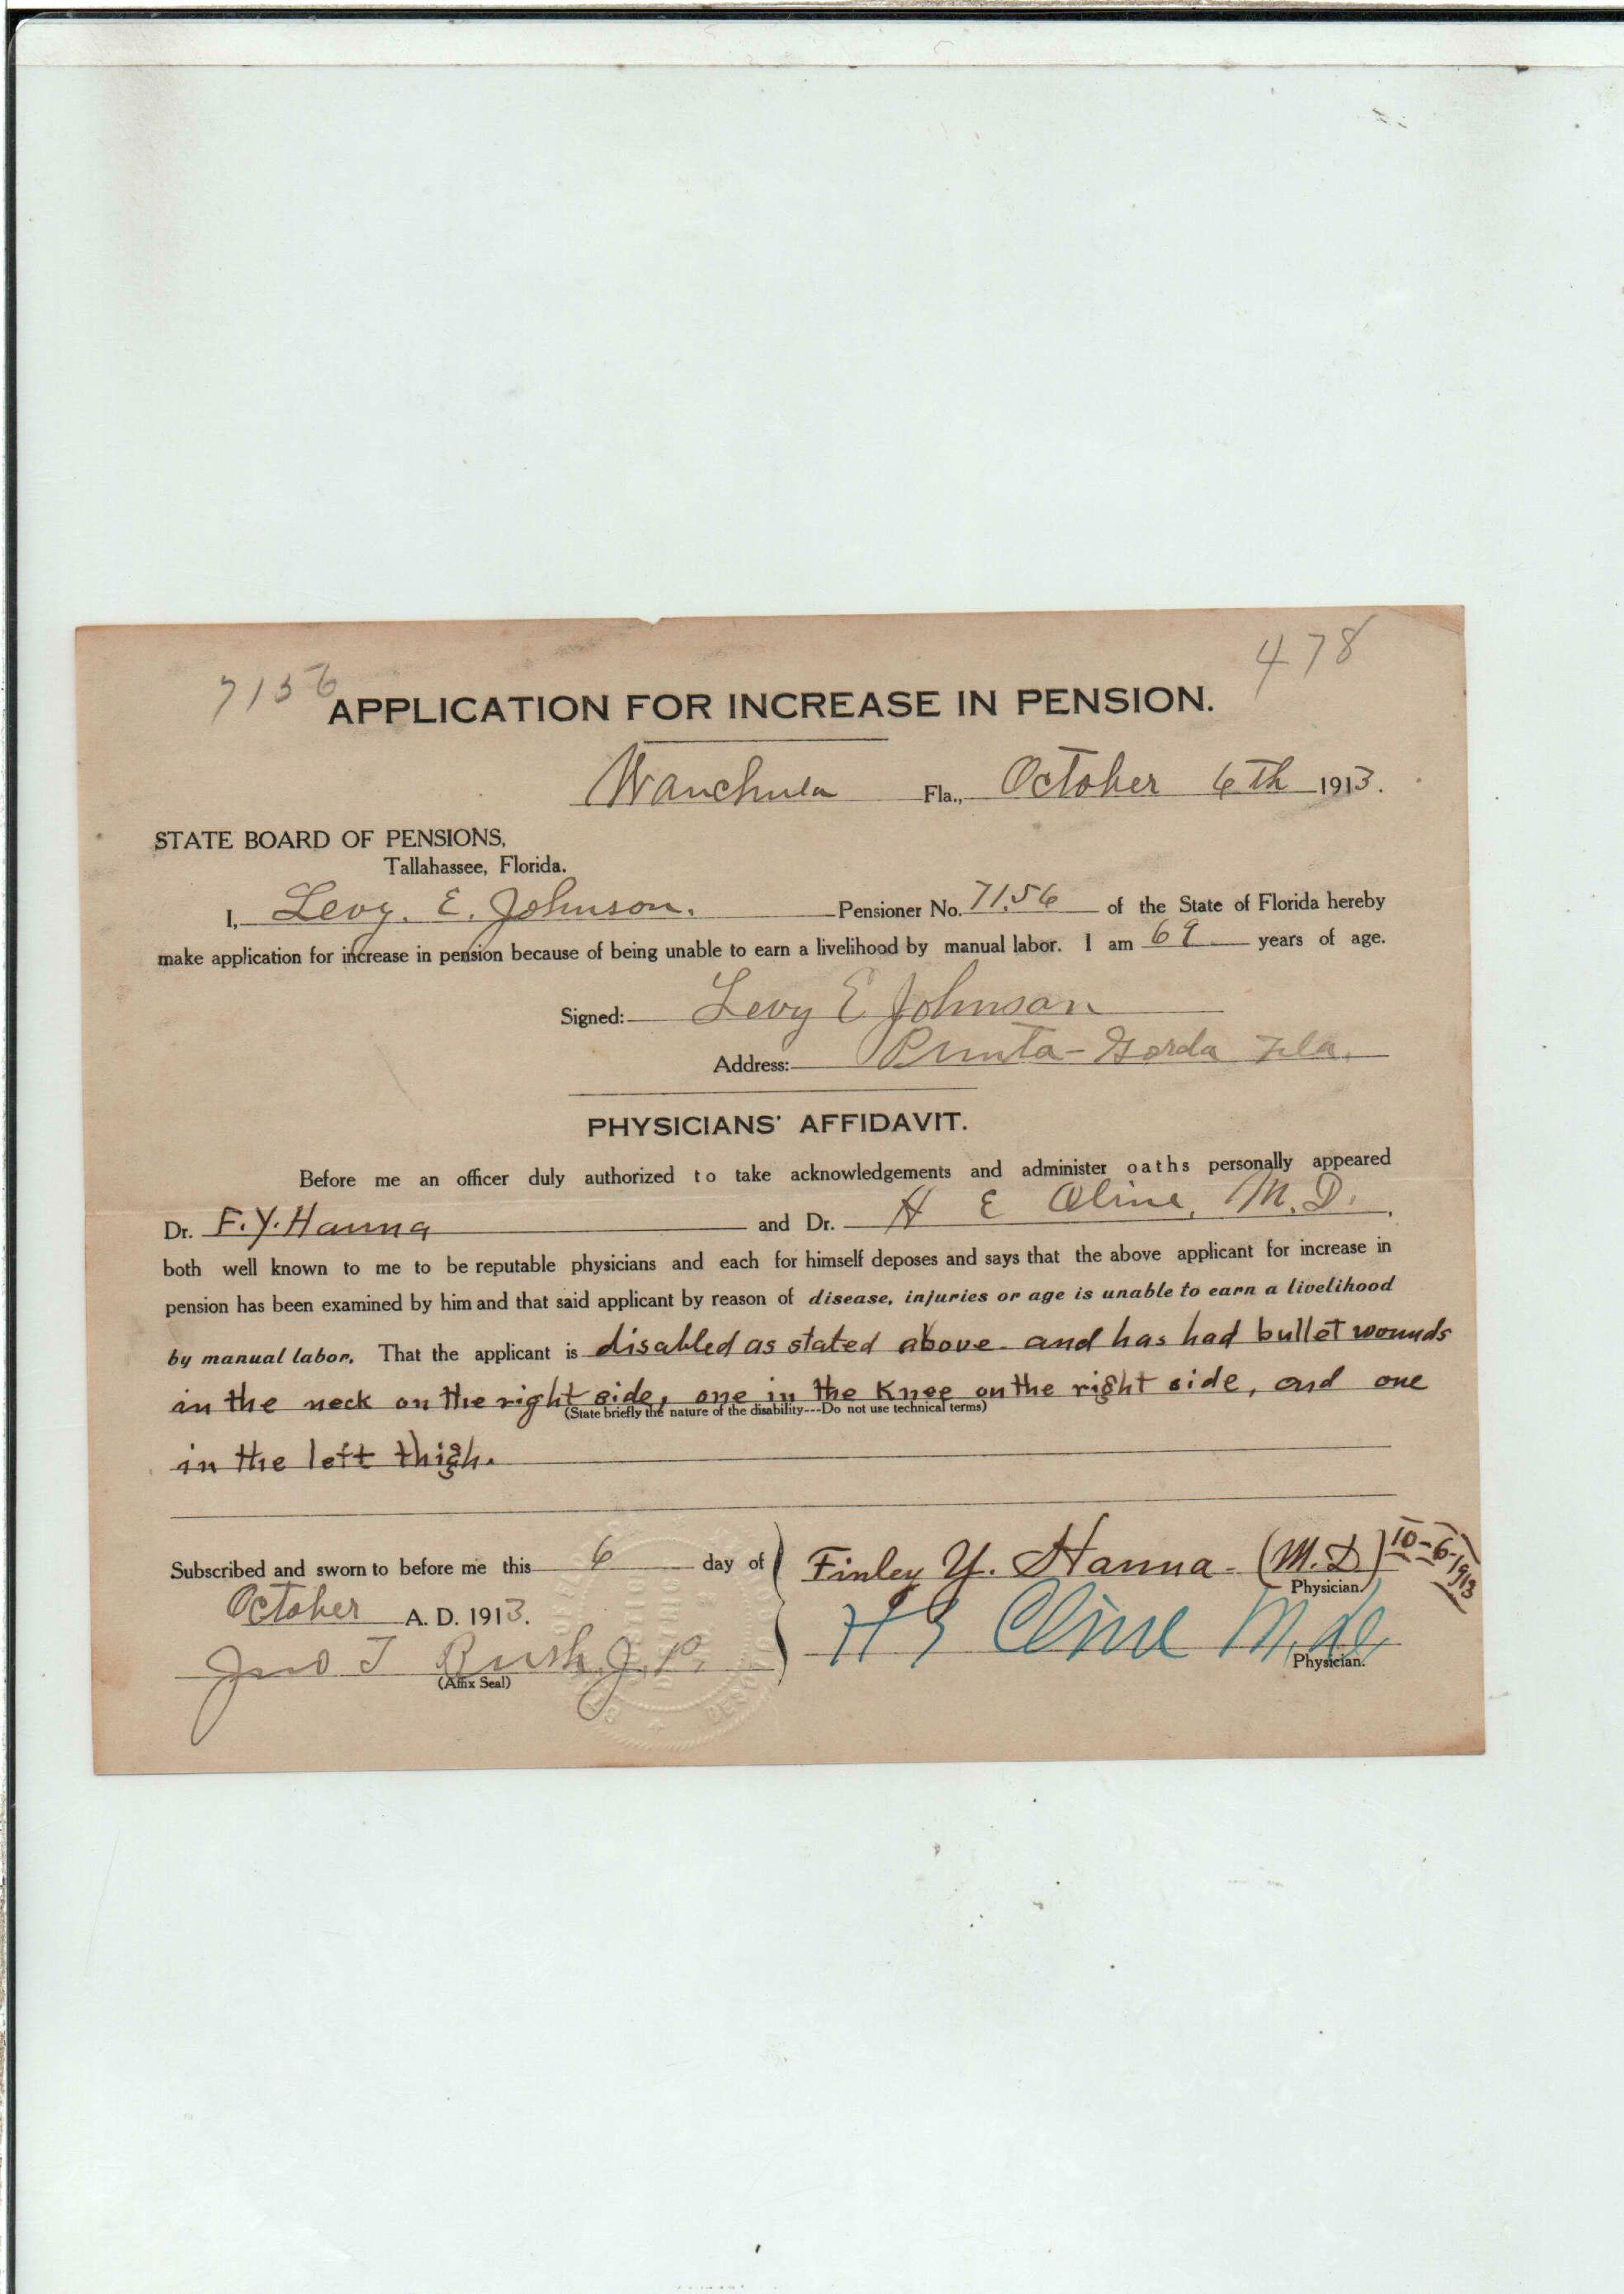 7156
478
APPLICATION FOR INCREASE IN PENSION.
Wauchula Fla., October 6th 1913.
STATE BOARD OF PENSIONS,
Tallahassee, Florida.
I, Levy. E. Johnson. Pensioner No. 7156 of the State of Florida hereby
make application for increase in pension because of being unable to earn a livelihood by manual labor. I am 69 years of age.
Signed: Levy E Johnson
Address: Punta-Gorda Fla.
PHYSICIANS' AFFIDAVIT.
Before me an officer duly authorized to take acknowledgements and administer oaths personally appeared
Dr. F. Y. Hanna and Dr. H E Cline, M.D.
both well known to me to be reputable physicians and each for himself deposes and says that the above applicant for increase in
pension has been examined by him and that said applicant by reason of disease, injuries or age is unable to earn a livelihood
by manual labor. That the applicant is disabled as stated above and has had bullet wounds
in the neck on the right side, one in the Knee on the right side, and one
(State briefly the nature of the disability---Do not use technical terms)
in the left thigh.
Subscribed and sworn to before me this 6 day of
October A. D. 1913.
Jno T Rush J. P.
(Affix Seal)
Finley Y. Hanna - (M.D) 10-6-1913
Physician.
H E Cline M.D.
Physician.